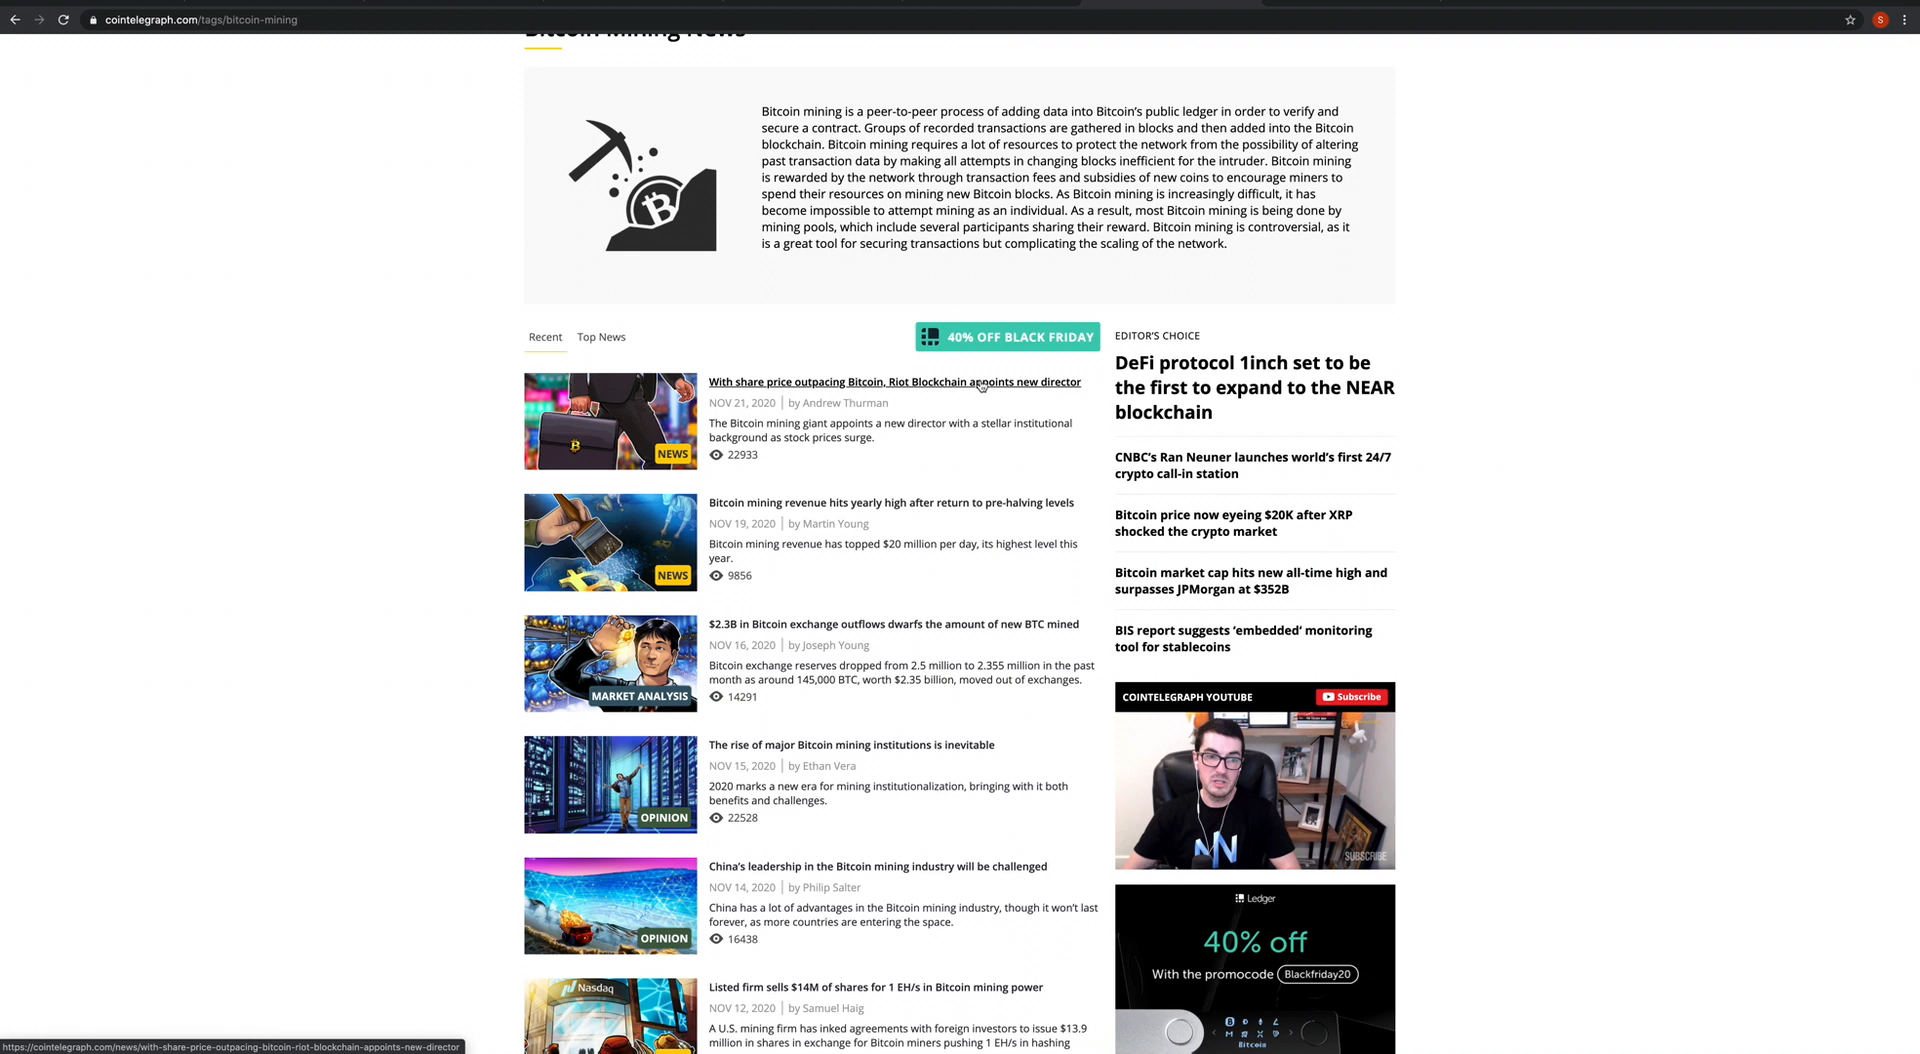 cointelegraph.com/tags/bitcoin-mining
S
Bitcoin Mining News
Bitcoin mining is a peer-to-peer process of adding data into Bitcoin's public ledger in order to verify and
secure a contract. Groups of recorded transactions are gathered in blocks and then added into the Bitcoin
blockchain. Bitcoin mining requires a lot of resources to protect the network from the possibility of altering
past transaction data by making all attempts in changing blocks inefficient for the intruder. Bitcoin mining
is rewarded by the network through transaction fees and subsidies of new coins to encourage miners to
spend their resources on mining new Bitcoin blocks. As Bitcoin mining is increasingly difficult, it has
become impossible to attempt mining as an individual. As a result, most Bitcoin mining is being done by
mining pools, which include several participants sharing their reward. Bitcoin mining is controversial, as it
is a great tool for securing transactions but complicating the scaling of the network.
Recent Top News
40% OFF BLACK FRIDAY
With share price outpacing Bitcoin, Riot Blockchain appoints new director
NOV 21, 2020 | by Andrew Thurman
The Bitcoin mining giant appoints a new director with a stellar institutional
background as stock prices surge.
22933
NEWS
Bitcoin mining revenue hits yearly high after return to pre-halving levels
NOV 19, 2020 | by Martin Young
Bitcoin mining revenue has topped $20 million per day, its highest level this
year.
9856
NEWS
$2.3B in Bitcoin exchange outflows dwarfs the amount of new BTC mined
NOV 16, 2020 | by Joseph Young
Bitcoin exchange reserves dropped from 2.5 million to 2.355 million in the past
month as around 145,000 BTC, worth $2.35 billion, moved out of exchanges.
14291
MARKET ANALYSIS
The rise of major Bitcoin mining institutions is inevitable
NOV 15, 2020 | by Ethan Vera
2020 marks a new era for mining institutionalization, bringing with it both
benefits and challenges.
22528
OPINION
China's leadership in the Bitcoin mining industry will be challenged
NOV 14, 2020 | by Philip Salter
China has a lot of advantages in the Bitcoin mining industry, though it won't last
forever, as more countries are entering the space.
16438
OPINION
Nasdaq
Listed firm sells $14M of shares for 1 EH/s in Bitcoin mining power
NOV 12, 2020 | by Samuel Haig
A U.S. mining firm has inked agreements with foreign investors to issue $13.9
million in shares in exchange for Bitcoin miners pushing 1 EH/s in hashing
EDITOR'S CHOICE
DeFi protocol 1inch set to be
the first to expand to the NEAR
blockchain
CNBC's Ran Neuner launches world's first 24/7
crypto call-in station
Bitcoin price now eyeing $20K after XRP
shocked the crypto market
Bitcoin market cap hits new all-time high and
surpasses JPMorgan at $352B
BIS report suggests 'embedded' monitoring
tool for stablecoins
COINTELEGRAPH YOUTUBE
Subscribe
SUBSCRIBE
Ledger
40% off
With the promocode Blackfriday20
Bitcoin
https://cointelegraph.com/news/with-share-price-outpacing-bitcoin-riot-blockchain-appoints-new-director